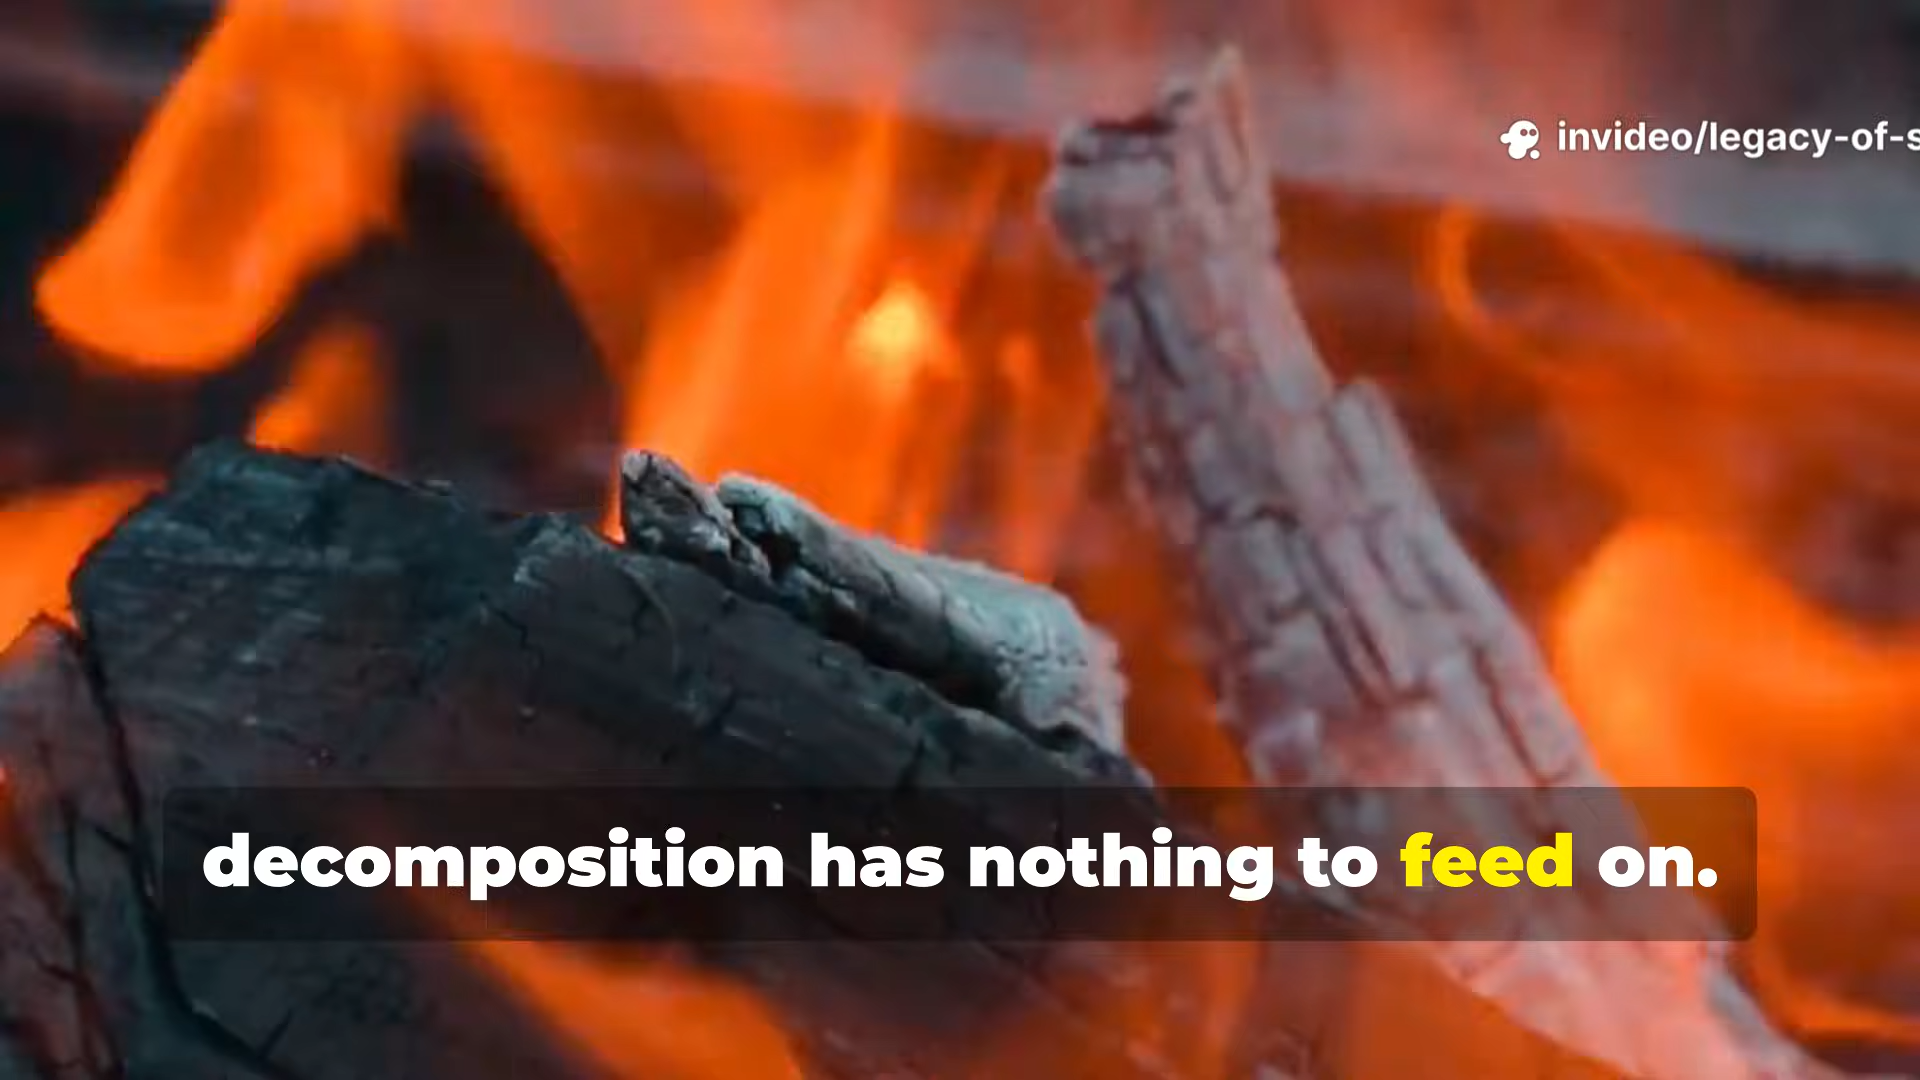 invideo/legacy-of-s
decomposition has nothing to feed on.